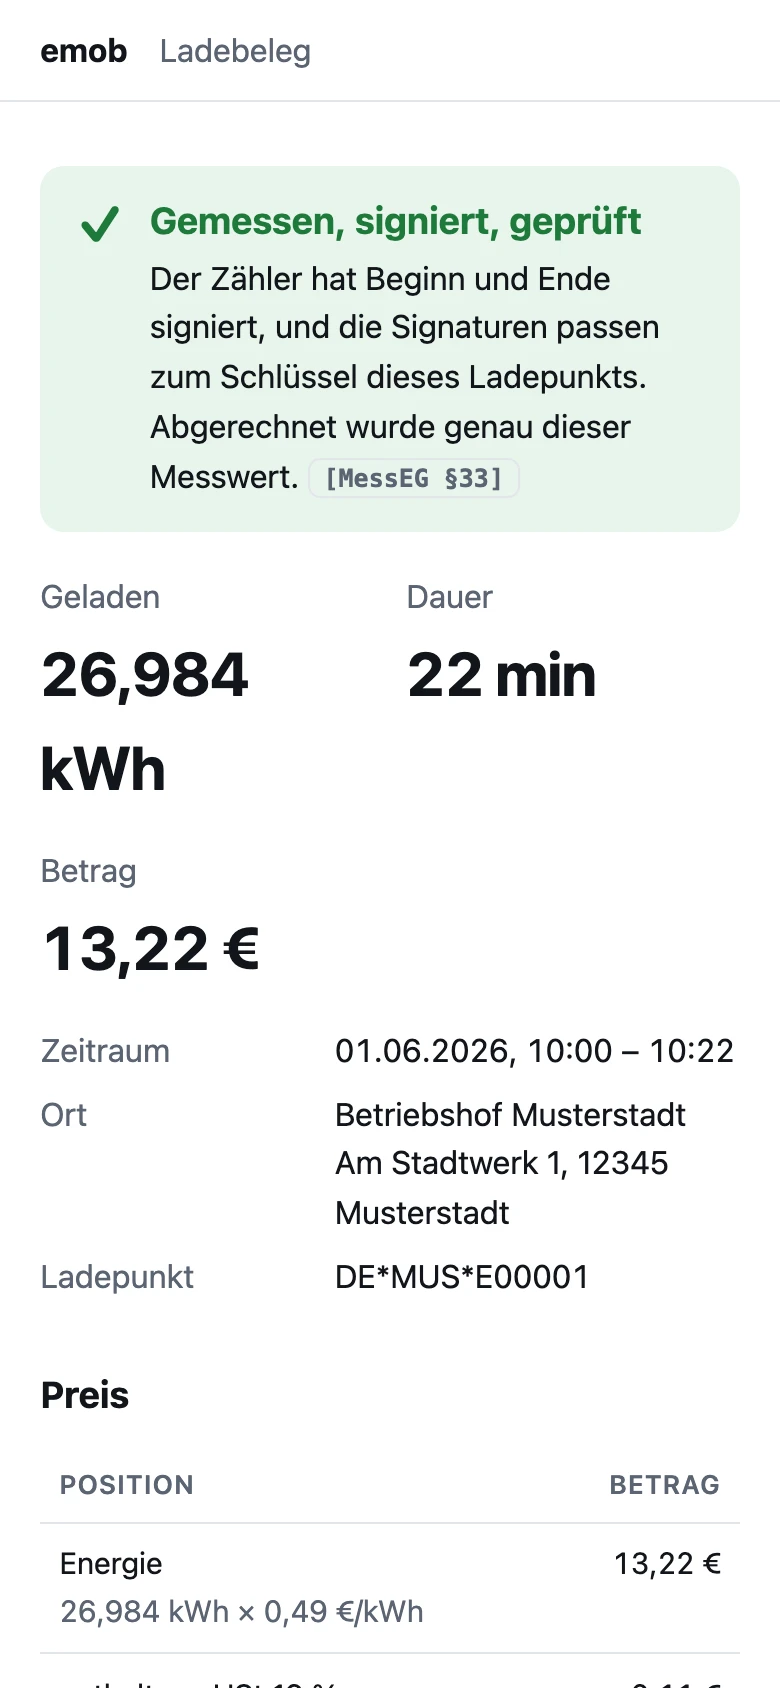 emob Ladebeleg
Gemessen, signiert, geprüft
Der Zähler hat Beginn und Ende
signiert, und die Signaturen passen
zum Schlüssel dieses Ladepunkts.
Abgerechnet wurde genau dieser
Messwert. [MessEG §33]
Geladen
26,984
kWh
Dauer
22 min
Betrag
13,22 €
Zeitraum 01.06.2026, 10:00 – 10:22
Ort Betriebshof Musterstadt
Am Stadtwerk 1, 12345
Musterstadt
Ladepunkt DE*MUS*E00001
Preis
POSITION BETRAG
Energie 13,22 €
26,984 kWh × 0,49 €/kWh